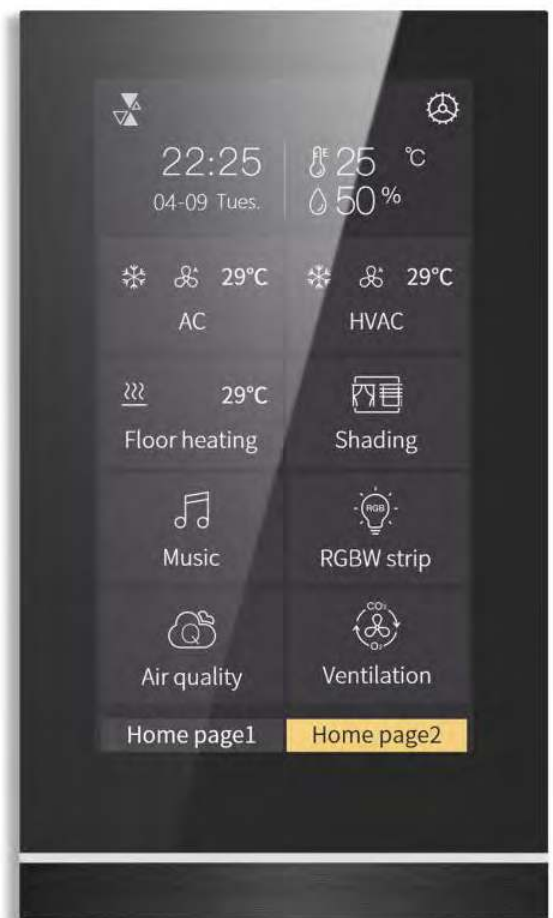 22:25
04-09 Tues.
E
25 ℃
50%
29°C
AC
29°C
HVAC
29°C
Floor heating
Shading
Music
RGB
RGBW strip
Q
Air quality
CO₂
O₂
Ventilation
Home page1
Home page2